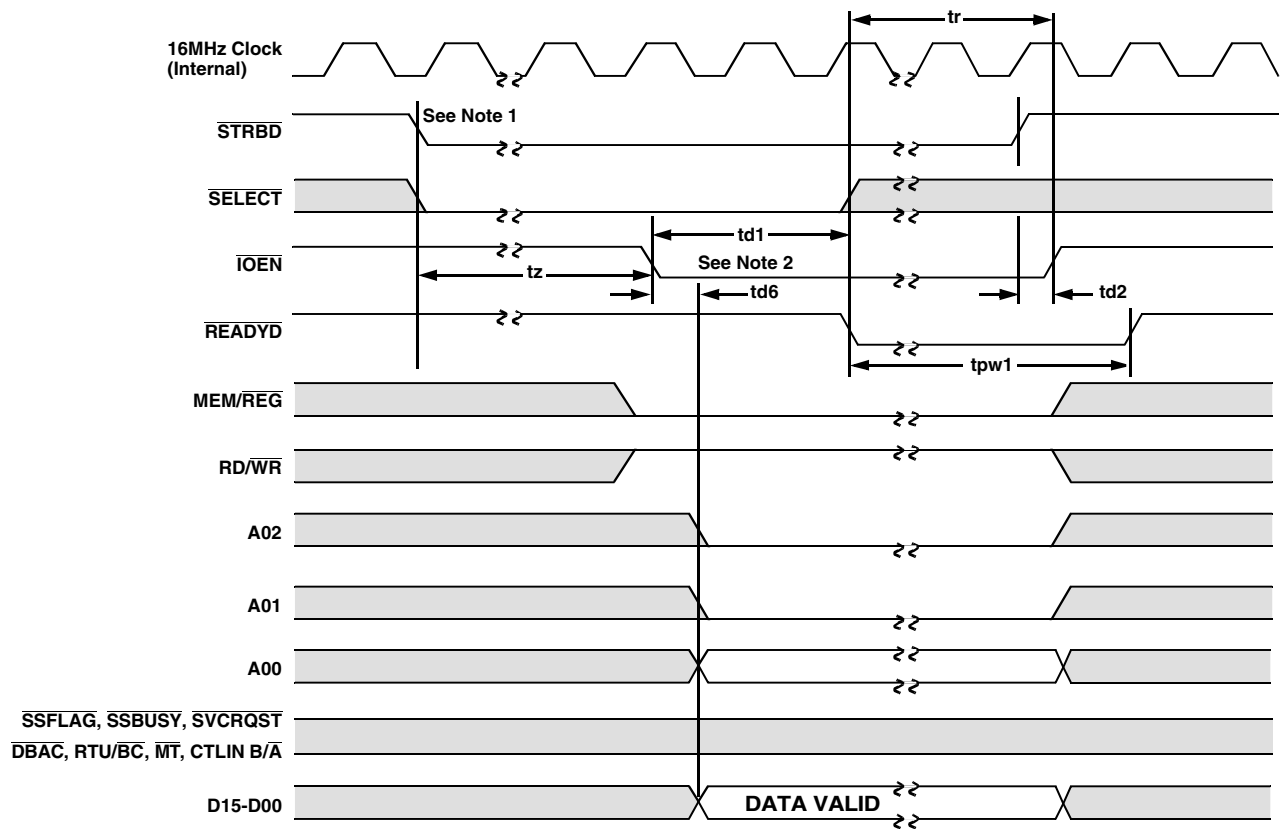 tr
16MHz Clock
(Internal)
STRBD
See Note 1
SELECT
td1
IOEN
See Note 2
tz
td6
td2
READYD
tpw1
MEM/REG
RD/WR
A02
A01
A00
SSFLAG, SSBUSY, SVCRQST
DBAC, RTU/BC, MT, CTLIN B/A
D15-D00
DATA VALID